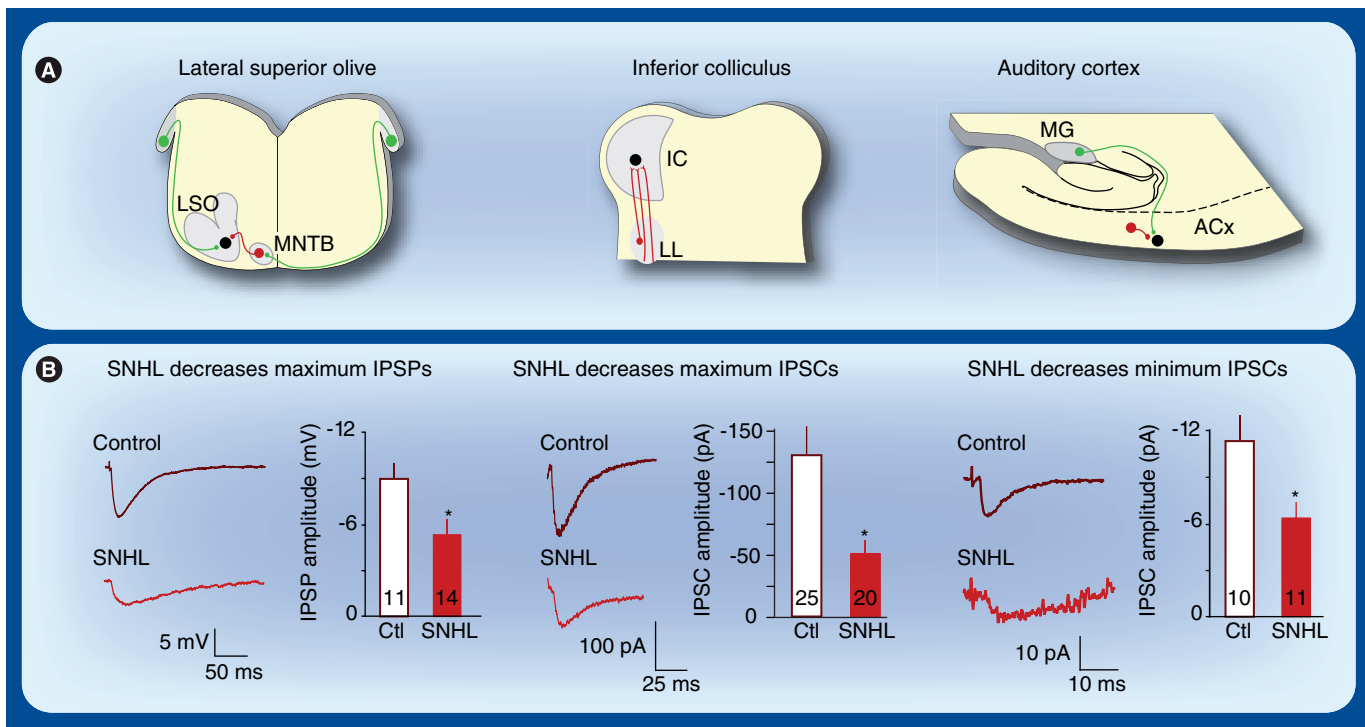 A
Lateral superior olive
Inferior colliculus
Auditory cortex
LSO
MNTB
IC
LL
MG
ACx
B
SNHL decreases maximum IPSPs
Control
SNHL
5 mV
50 ms
IPSP amplitude (mV)
-12
-6
0
*
11
14
Ctl
SNHL
SNHL decreases maximum IPSCs
Control
SNHL
100 pA
25 ms
IPSC amplitude (pA)
-150
-100
-50
0
*
25
20
Ctl
SNHL
SNHL decreases minimum IPSCs
Control
SNHL
10 pA
10 ms
IPSC amplitude (pA)
-12
-6
0
*
10
11
Ctl
SNHL